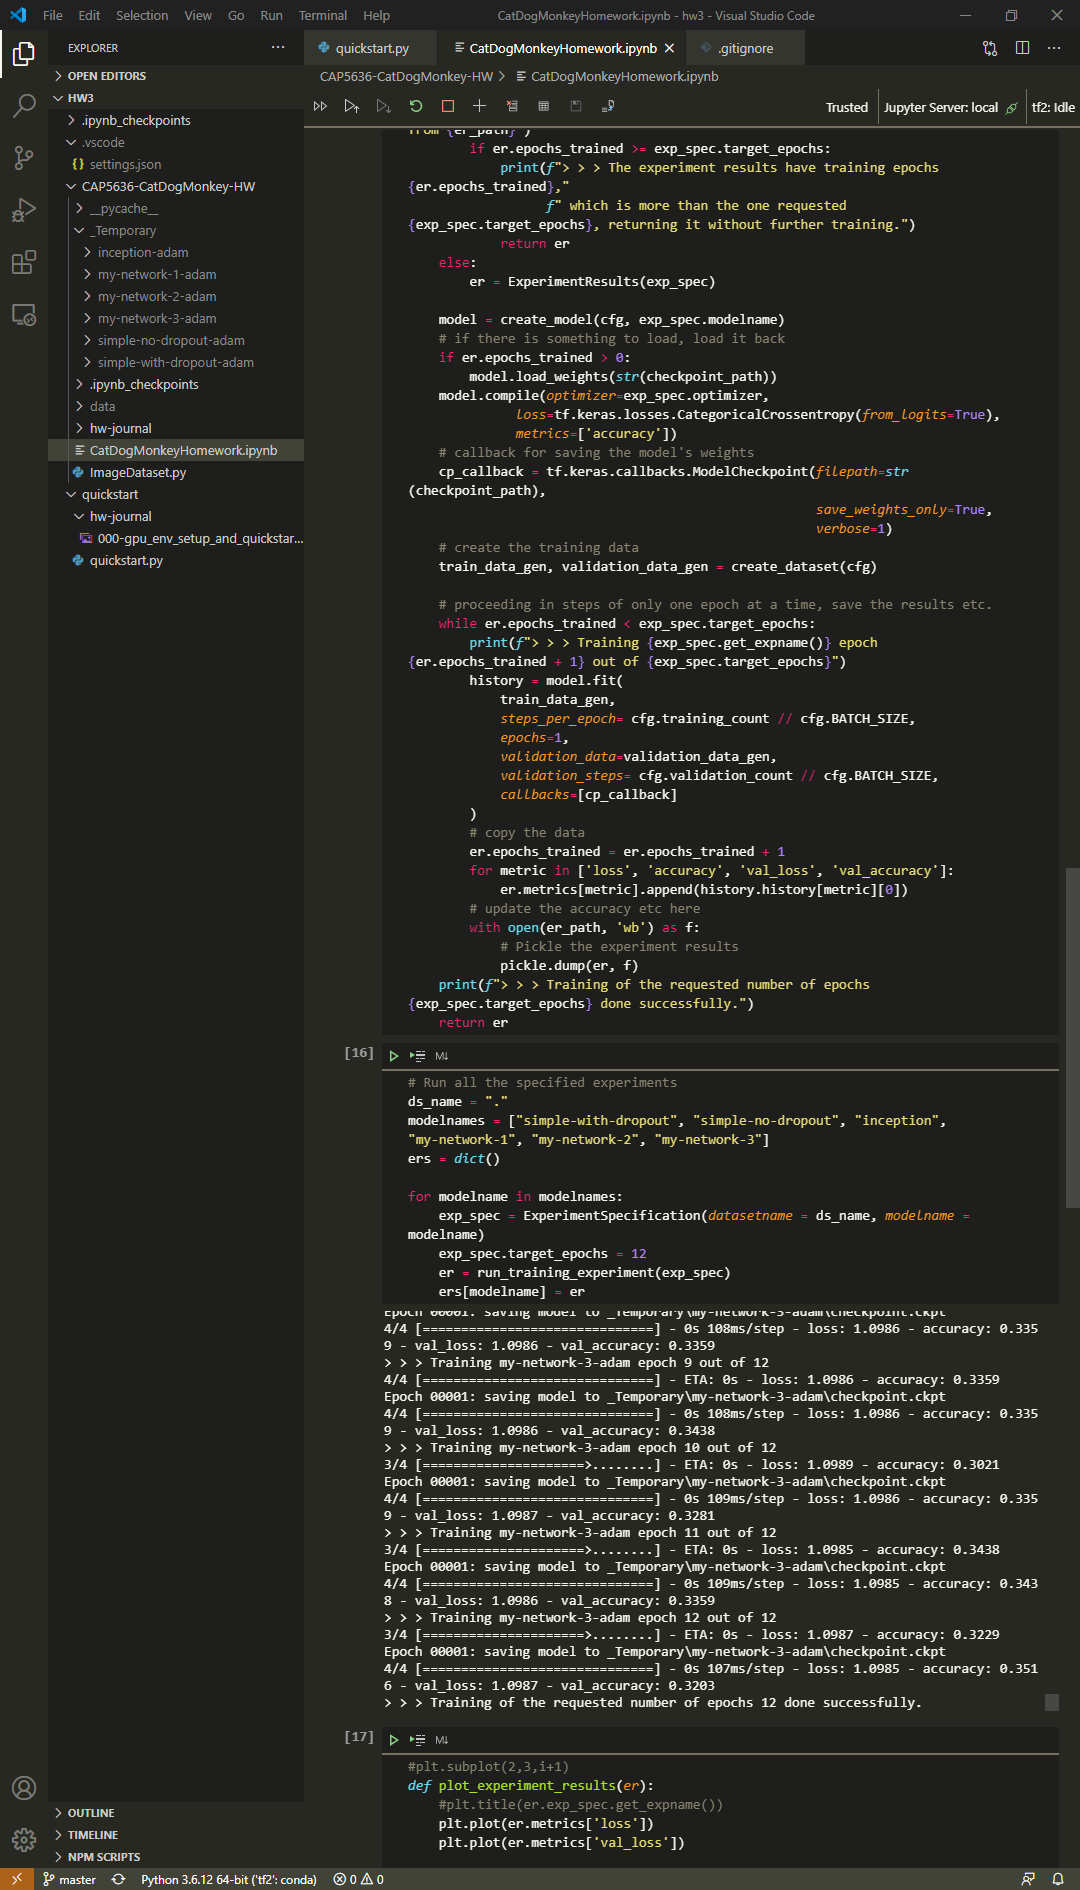 File Edit Selection View Go Run Terminal Help CatDogMonkeyHomework.ipynb - hw3 - Visual Studio Code
EXPLORER
OPEN EDITORS
HW3
.ipynb_checkpoints
.vscode
{} settings.json
CAP5636-CatDogMonkey-HW
__pycache__
_Temporary
inception-adam
my-network-1-adam
my-network-2-adam
my-network-3-adam
simple-no-dropout-adam
simple-with-dropout-adam
.ipynb_checkpoints
data
hw-journal
CatDogMonkeyHomework.ipynb
ImageDataset.py
quickstart
hw-journal
000-gpu_env_setup_and_quickstar...
quickstart.py
OUTLINE
TIMELINE
NPM SCRIPTS
quickstart.py CatDogMonkeyHomework.ipynb .gitignore
CAP5636-CatDogMonkey-HW > CatDogMonkeyHomework.ipynb
Trusted Jupyter Server: local tf2: Idle
from {er_path}")
if er.epochs_trained >= exp_spec.target_epochs:
print(f"> > > The experiment results have training epochs
{er.epochs_trained},"
f" which is more than the one requested
{exp_spec.target_epochs}, returning it without further training.")
return er
else:
er = ExperimentResults(exp_spec)
model = create_model(cfg, exp_spec.modelname)
# if there is something to load, load it back
if er.epochs_trained > 0:
model.load_weights(str(checkpoint_path))
model.compile(optimizer=exp_spec.optimizer,
loss=tf.keras.losses.CategoricalCrossentropy(from_logits=True),
metrics=['accuracy'])
# callback for saving the model's weights
cp_callback = tf.keras.callbacks.ModelCheckpoint(filepath=str
(checkpoint_path),
save_weights_only=True,
verbose=1)
# create the training data
train_data_gen, validation_data_gen = create_dataset(cfg)
# proceeding in steps of only one epoch at a time, save the results etc.
while er.epochs_trained < exp_spec.target_epochs:
print(f"> > > Training {exp_spec.get_expname()} epoch
{er.epochs_trained + 1} out of {exp_spec.target_epochs}")
history = model.fit(
train_data_gen,
steps_per_epoch= cfg.training_count // cfg.BATCH_SIZE,
epochs=1,
validation_data=validation_data_gen,
validation_steps= cfg.validation_count // cfg.BATCH_SIZE,
callbacks=[cp_callback]
)
# copy the data
er.epochs_trained = er.epochs_trained + 1
for metric in ['loss', 'accuracy', 'val_loss', 'val_accuracy']:
er.metrics[metric].append(history.history[metric][0])
# update the accuracy etc here
with open(er_path, 'wb') as f:
# Pickle the experiment results
pickle.dump(er, f)
print(f"> > > Training of the requested number of epochs
{exp_spec.target_epochs} done successfully.")
return er
[16] M↓
# Run all the specified experiments
ds_name = "."
modelnames = ["simple-with-dropout", "simple-no-dropout", "inception",
"my-network-1", "my-network-2", "my-network-3"]
ers = dict()
for modelname in modelnames:
exp_spec = ExperimentSpecification(datasetname = ds_name, modelname =
modelname)
exp_spec.target_epochs = 12
er = run_training_experiment(exp_spec)
ers[modelname] = er
Epoch 00001: saving model to _Temporary\my-network-3-adam\checkpoint.ckpt
4/4 [==============================] - 0s 108ms/step - loss: 1.0986 - accuracy: 0.335
9 - val_loss: 1.0986 - val_accuracy: 0.3359
> > > Training my-network-3-adam epoch 9 out of 12
4/4 [==============================] - ETA: 0s - loss: 1.0986 - accuracy: 0.3359
Epoch 00001: saving model to _Temporary\my-network-3-adam\checkpoint.ckpt
4/4 [==============================] - 0s 108ms/step - loss: 1.0986 - accuracy: 0.335
9 - val_loss: 1.0986 - val_accuracy: 0.3438
> > > Training my-network-3-adam epoch 10 out of 12
3/4 [=====================>........] - ETA: 0s - loss: 1.0989 - accuracy: 0.3021
Epoch 00001: saving model to _Temporary\my-network-3-adam\checkpoint.ckpt
4/4 [==============================] - 0s 109ms/step - loss: 1.0986 - accuracy: 0.335
9 - val_loss: 1.0987 - val_accuracy: 0.3281
> > > Training my-network-3-adam epoch 11 out of 12
3/4 [=====================>........] - ETA: 0s - loss: 1.0985 - accuracy: 0.3438
Epoch 00001: saving model to _Temporary\my-network-3-adam\checkpoint.ckpt
4/4 [==============================] - 0s 109ms/step - loss: 1.0985 - accuracy: 0.343
8 - val_loss: 1.0986 - val_accuracy: 0.3359
> > > Training my-network-3-adam epoch 12 out of 12
3/4 [=====================>........] - ETA: 0s - loss: 1.0987 - accuracy: 0.3229
Epoch 00001: saving model to _Temporary\my-network-3-adam\checkpoint.ckpt
4/4 [==============================] - 0s 107ms/step - loss: 1.0985 - accuracy: 0.351
6 - val_loss: 1.0987 - val_accuracy: 0.3203
> > > Training of the requested number of epochs 12 done successfully.
[17] M↓
#plt.subplot(2,3,i+1)
def plot_experiment_results(er):
#plt.title(er.exp_spec.get_expname())
plt.plot(er.metrics['loss'])
plt.plot(er.metrics['val_loss'])
master Python 3.6.12 64-bit ('tf2': conda) 0 0